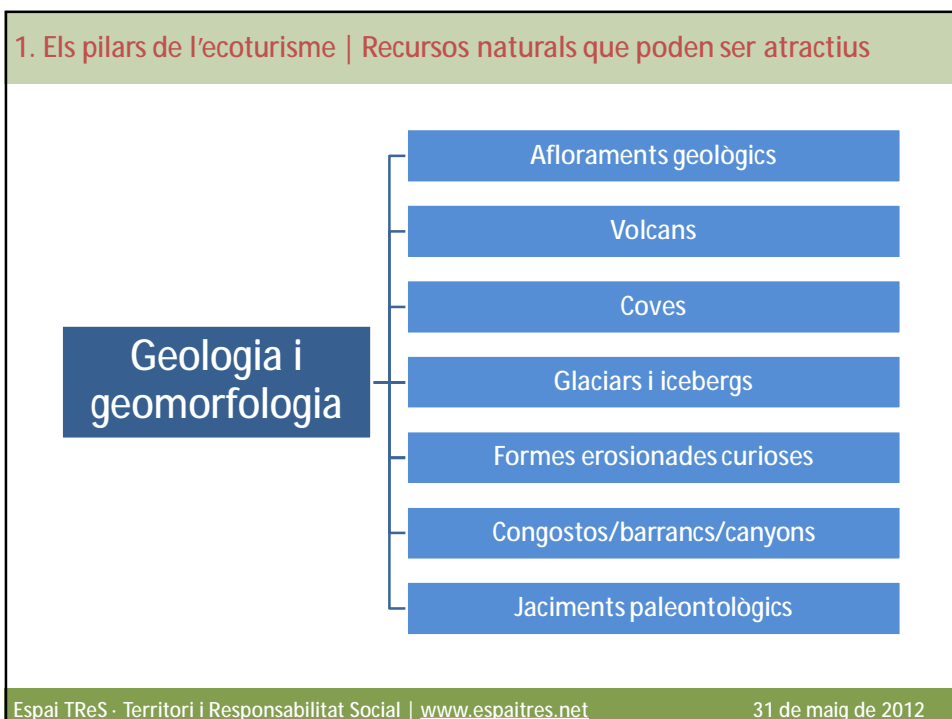 1. Els pilars de l’ecoturisme | Recursos naturals que poden ser atractius
Geologia i
geomorfologia
Afloraments geològics
Volcans
Coves
Glaciars i icebergs
Formes erosionades curioses
Congostos/barrancs/canyons
Jaciments paleontològics
Espai TReS · Territori i Responsabilitat Social | www.espaitres.net 31 de maig de 2012